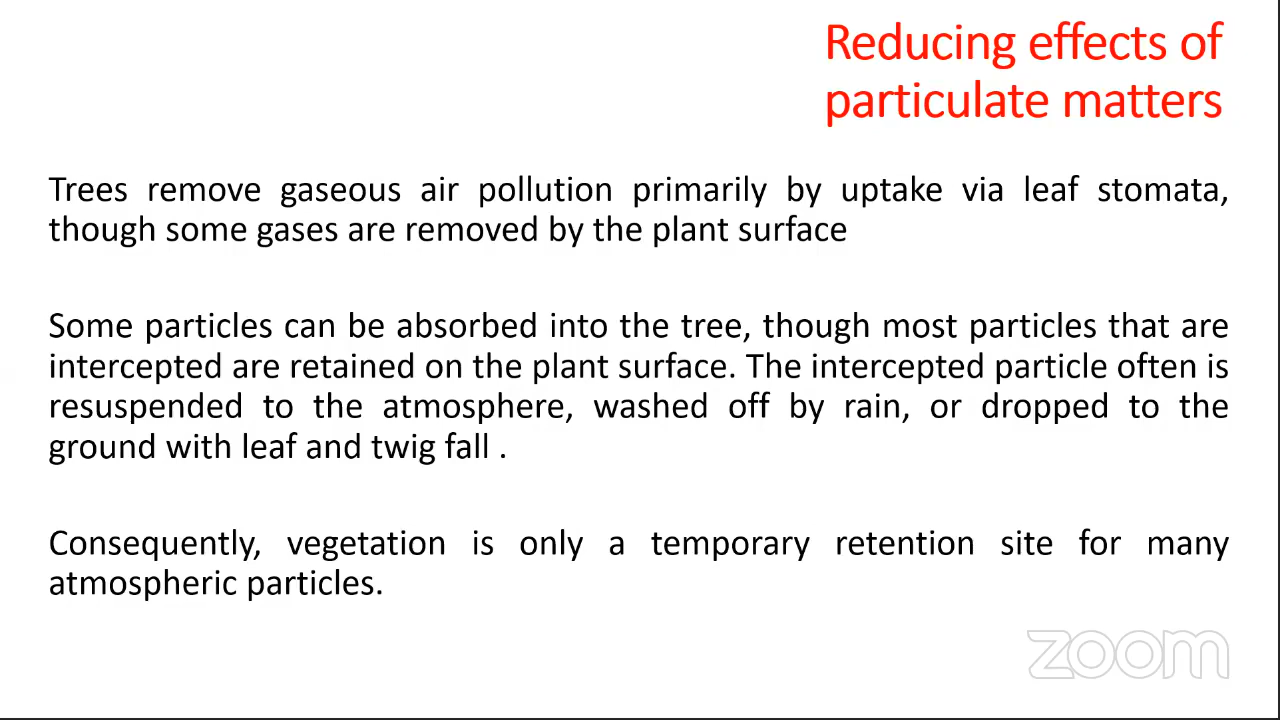 Reducing effects of
particulate matters
Trees remove gaseous air pollution primarily by uptake via leaf stomata,
though some gases are removed by the plant surface
Some particles can be absorbed into the tree, though most particles that are
intercepted are retained on the plant surface. The intercepted particle often is
resuspended to the atmosphere, washed off by rain, or dropped to the
ground with leaf and twig fall .
Consequently, vegetation is only a temporary retention site for many
atmospheric particles.
zoom